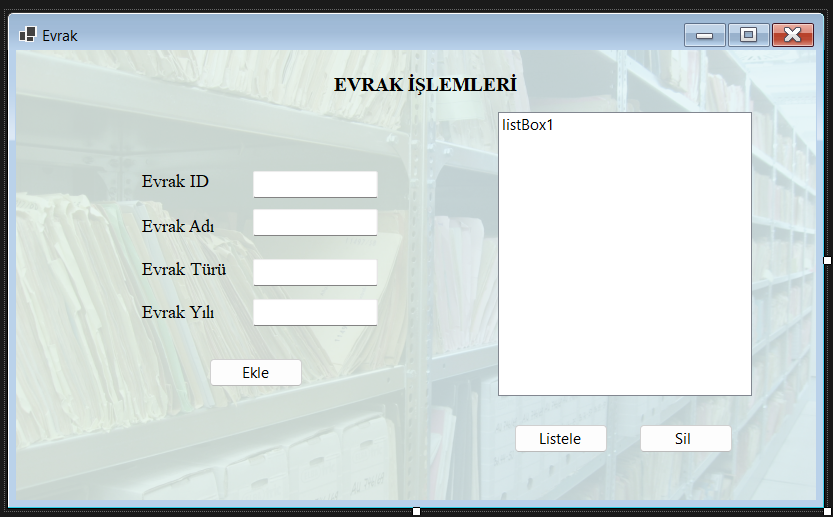 Evrak
EVRAK İŞLEMLERİ
listBox1
Evrak ID
Evrak Adı
Evrak Türü
Evrak Yılı
Ekle
Listele
Sil